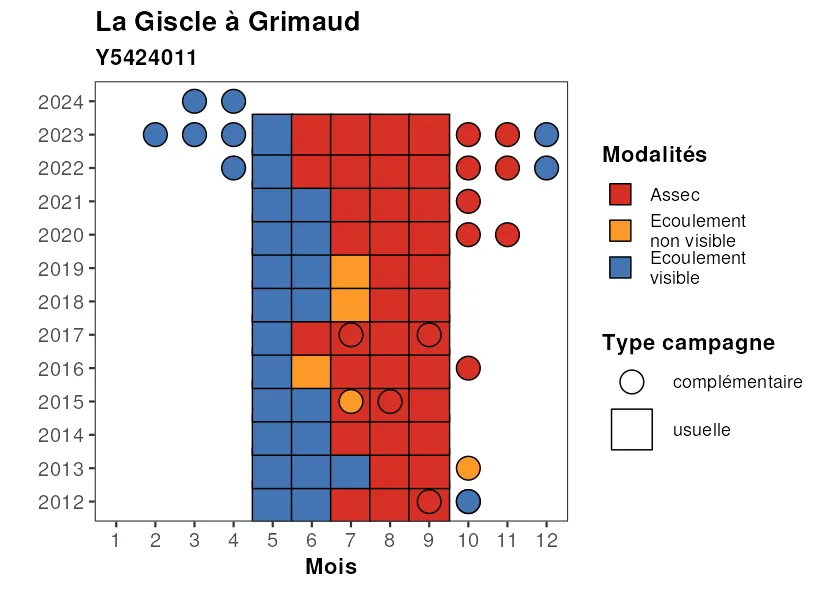 La Giscle à Grimaud
Y5424011
2024
2023
2022
2021
2020
2019
2018
2017
2016
2015
2014
2013
2012
1 2 3 4 5 6 7 8 9 10 11 12
Mois
Modalités
Assec
Ecoulement
non visible
Ecoulement
visible
Type campagne
complémentaire
usuelle